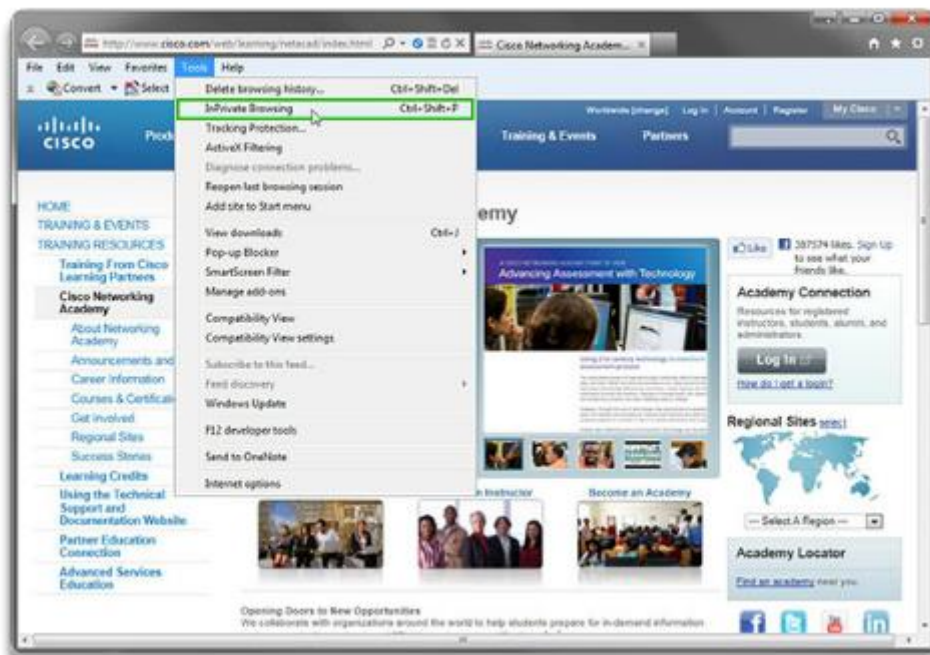 http://www.cisco.com/web/learning/netacad/index.html
Cisco Networking Academ...
File Edit View Favorites Tools Help
Convert Select
Delete browsing history... Ctrl+Shift+Del
InPrivate Browsing Ctrl+Shift+P
Tracking Protection...
ActiveX Filtering
Diagnose connection problems...
Reopen last browsing session
Add site to Start menu
View downloads Ctrl+J
Pop-up Blocker
SmartScreen Filter
Manage add-ons
Compatibility View
Compatibility View settings
Subscribe to this feed...
Feed discovery
Windows Update
F12 developer tools
Send to OneNote
Internet options
Worldwide [change] Log In Account Register My Cisco
CISCO
Prod
Training & Events Partners
HOME
TRAINING & EVENTS
TRAINING RESOURCES
Training From Cisco
Learning Partners
Cisco Networking
Academy
About Networking
Academy
Announcements and
Career Information
Courses & Certificati
Get Involved
Regional Sites
Success Stories
Learning Credits
Using the Technical
Support and
Documentation Website
Partner Education
Connection
Advanced Services
Education
emy
Advancing Assessment with Technology
n Instructor
Become an Academy
Opening Doors to New Opportunities
We collaborate with organizations around the world to help students prepare for in-demand information
Like
387574 likes. Sign Up
to see what your
friends like.
Academy Connection
Resources for registered
instructors, students, alumni, and
administrators.
Log In
How do I get a login?
Regional Sites select
--- Select A Region ---
Academy Locator
Find an academy near you.